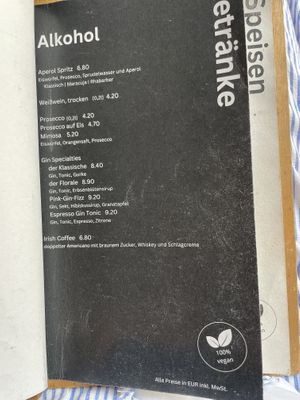 Speisen
Getränke
Alkohol
Aperol Spritz 6.80
Eiswürfel, Prosecco, Sprudelwasser und Aperol
Klassisch | Maracuja | Rhabarber
Weißwein, trocken (0,2l) 4.20
Prosecco (0,2l) 4.20
Prosecco auf Eis 4.70
Mimosa 5.20
Eiswürfel, Orangensaft, Prosecco
Gin Specialties
der Klassische 8.40
Gin, Tonic, Gurke
der Florale 8.90
Gin, Tonic, Erbsenblütensirup
Pink-Gin-Fizz 9.20
Gin, Sekt, Hibiskussirup, Granatapfel
Espresso Gin Tonic 9.20
Gin, Tonic, Espresso, Zitrone
Irish Coffee 6.80
doppelter Americano mit braunem Zucker, Whiskey und Schlagcreme
100%
vegan
Alle Preise in EUR inkl. MwSt.